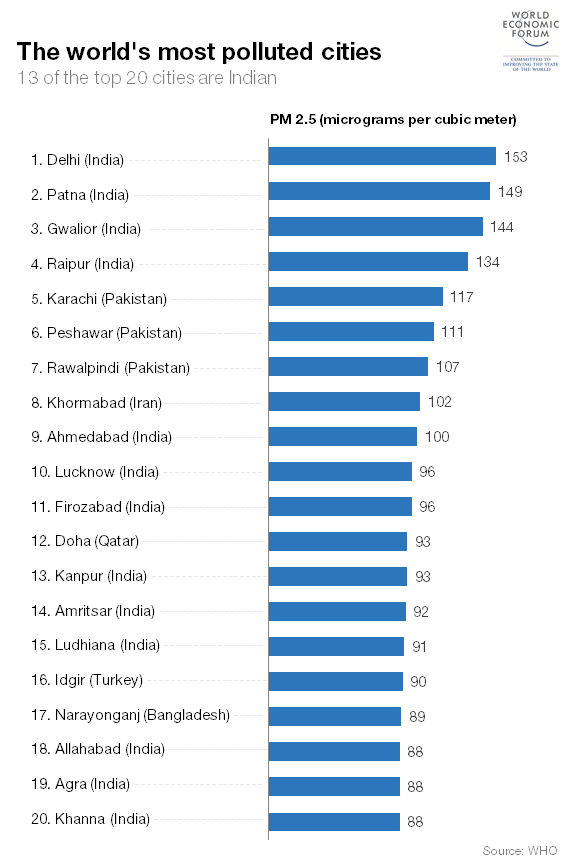 WORLD
ECONOMIC
FORUM
COMMITTED TO
IMPROVING THE STATE
OF THE WORLD
The world's most polluted cities
13 of the top 20 cities are Indian
PM 2.5 (micrograms per cubic meter)
1. Delhi (India) 153
2. Patna (India) 149
3. Gwalior (India) 144
4. Raipur (India) 134
5. Karachi (Pakistan) 117
6. Peshawar (Pakistan) 111
7. Rawalpindi (Pakistan) 107
8. Khormabad (Iran) 102
9. Ahmedabad (India) 100
10. Lucknow (India) 96
11. Firozabad (India) 96
12. Doha (Qatar) 93
13. Kanpur (India) 93
14. Amritsar (India) 92
15. Ludhiana (India) 91
16. Idgir (Turkey) 90
17. Narayonganj (Bangladesh) 89
18. Allahabad (India) 88
19. Agra (India) 88
20. Khanna (India) 88
Source: WHO